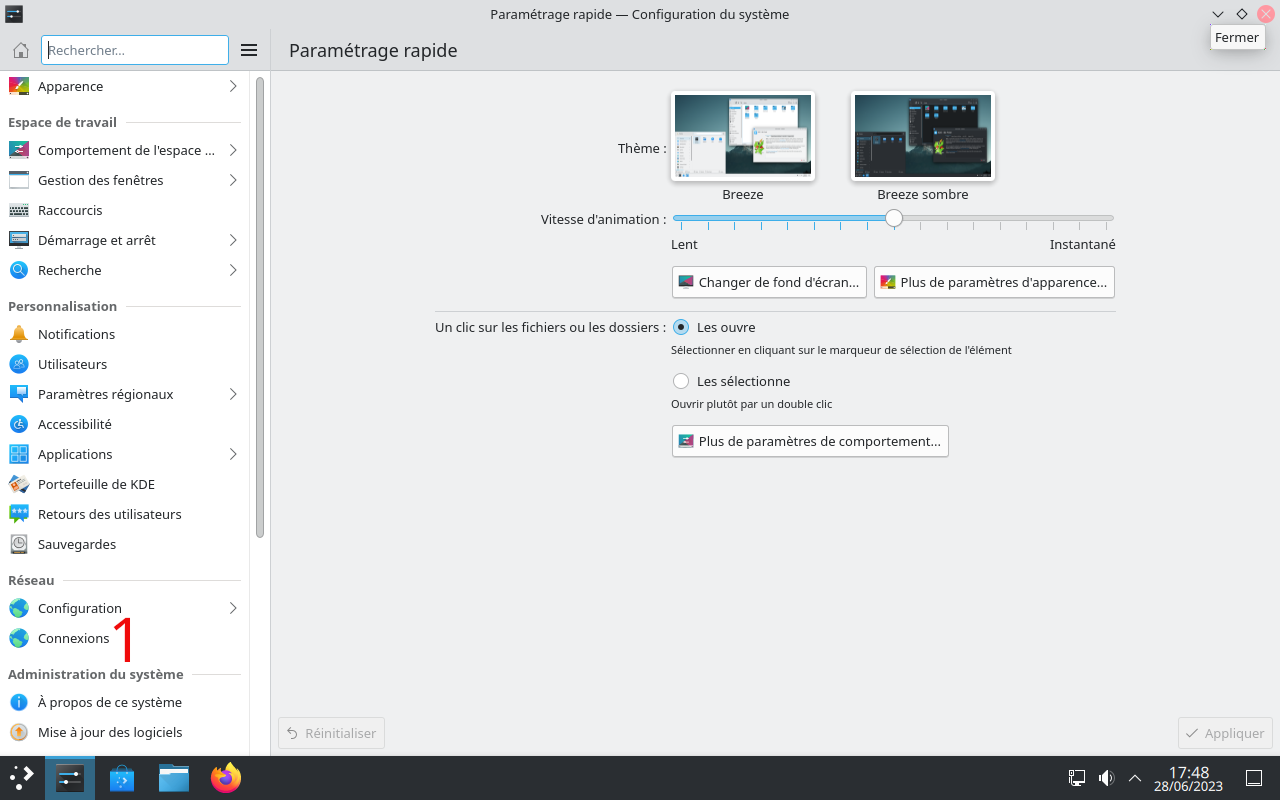 Paramétrage rapide — Configuration du système
Fermer
Rechercher...
Paramétrage rapide
Apparence
Espace de travail
Comportement de l'espace ...
Gestion des fenêtres
Raccourcis
Démarrage et arrêt
Recherche
Personnalisation
Notifications
Utilisateurs
Paramètres régionaux
Accessibilité
Applications
Portefeuille de KDE
Retours des utilisateurs
Sauvegardes
Réseau
Configuration
Connexions
1
Administration du système
À propos de ce système
Mise à jour des logiciels
Thème :
Breeze
Breeze sombre
Vitesse d'animation :
Lent
Instantané
Changer de fond d'écran...
Plus de paramètres d'apparence...
Un clic sur les fichiers ou les dossiers :
Les ouvre
Sélectionner en cliquant sur le marqueur de sélection de l'élément
Les sélectionne
Ouvrir plutôt par un double clic
Plus de paramètres de comportement...
Réinitialiser
Appliquer
17:48
28/06/2023